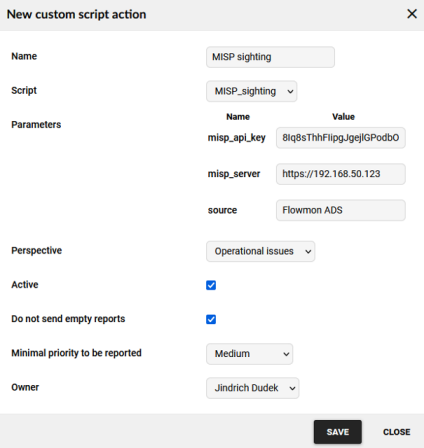 New custom script action
Name MISP sighting
Script MISP_sighting
Parameters Name Value
misp_api_key 8Iq8sThhFIipgJgejlGPodbO
misp_server https://192.168.50.123
source Flowmon ADS
Perspective Operational issues
Active
Do not send empty reports
Minimal priority to be reported Medium
Owner Jindrich Dudek
SAVE CLOSE